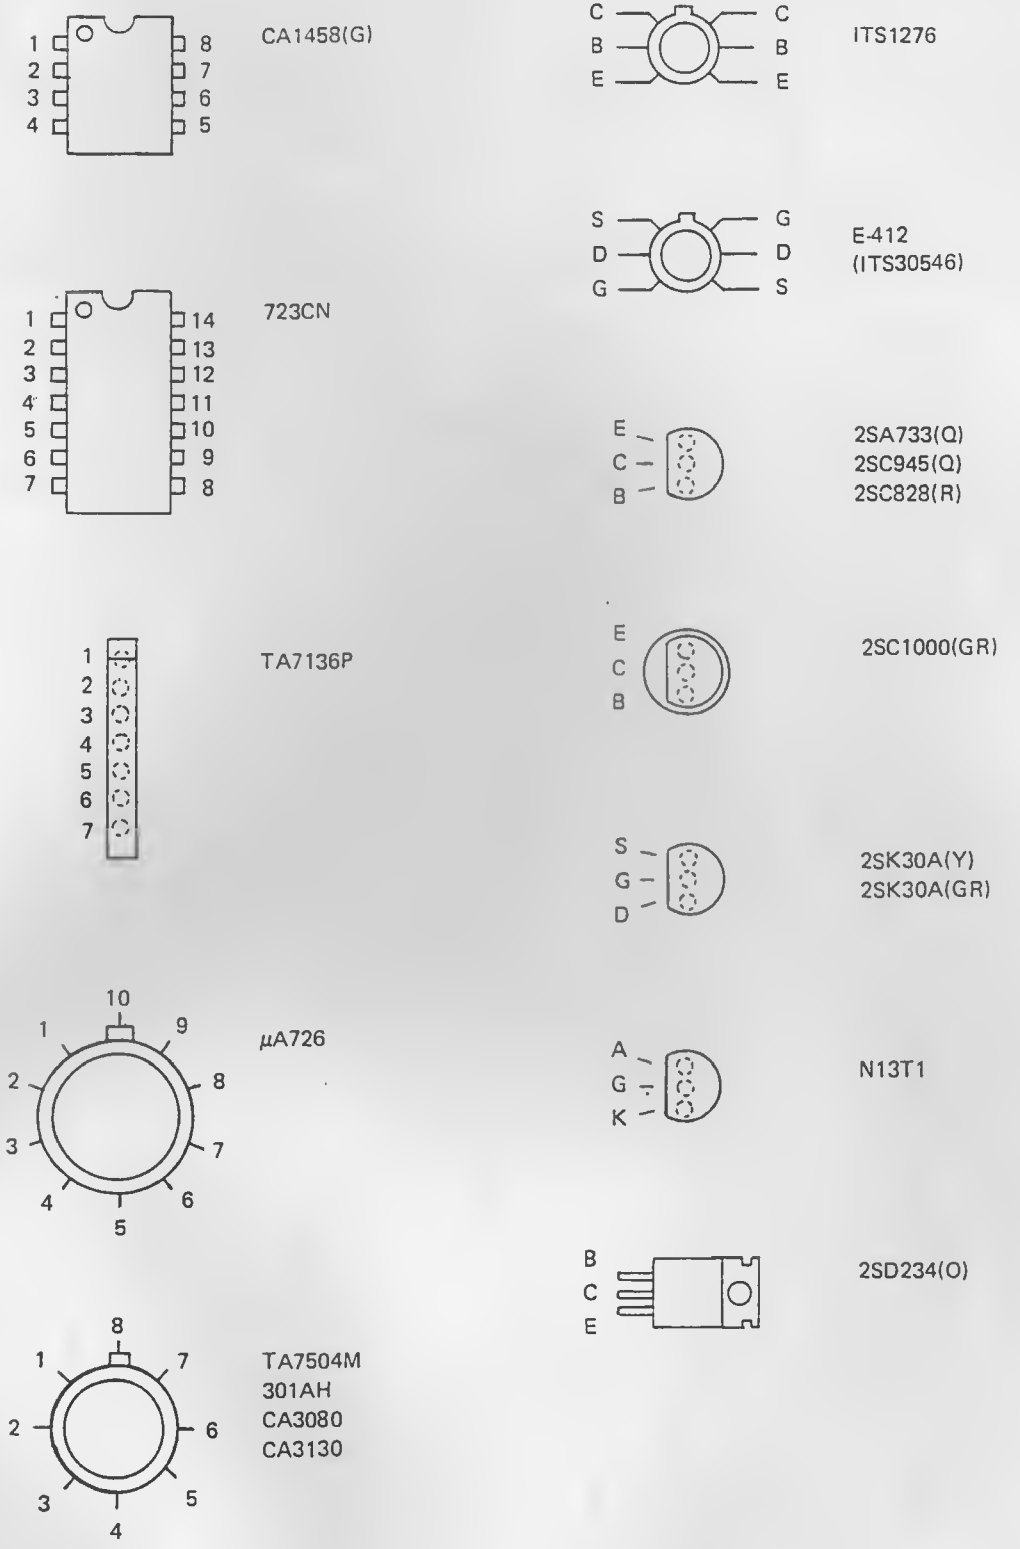 CA1458(G)
1 8
2 7
3 6
4 5
723CN
1 14
2 13
3 12
4 11
5 10
6 9
7 8
TA7136P
1
2
3
4
5
6
7
μA726
10
1 9
2 8
3 7
4 6
5
8
1 7
2 6
3 5
4
TA7504M
301AH
CA3080
CA3130
C C
B B
E E
ITS1276
S G
D D
G S
E-412
(ITS30546)
E
C
B
2SA733(Q)
2SC945(Q)
2SC828(R)
E
C
B
2SC1000(GR)
S
G
D
2SK30A(Y)
2SK30A(GR)
A
G
K
N13T1
B
C
E
2SD234(O)